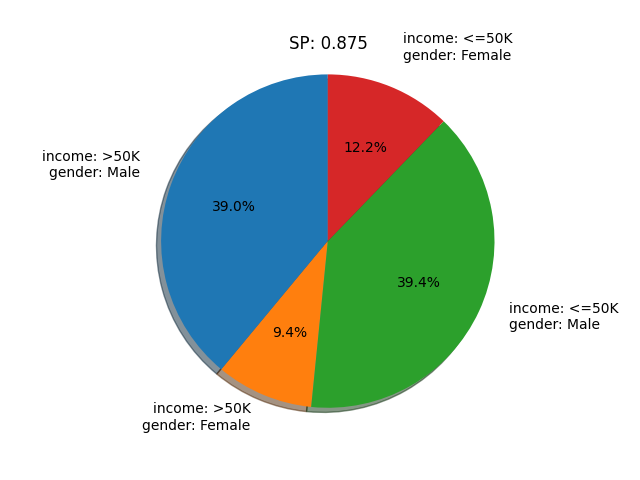 SP: 0.875
income: <=50K
gender: Female
12.2%
income: >50K
gender: Male
39.0%
39.4%
income: <=50K
gender: Male
9.4%
income: >50K
gender: Female